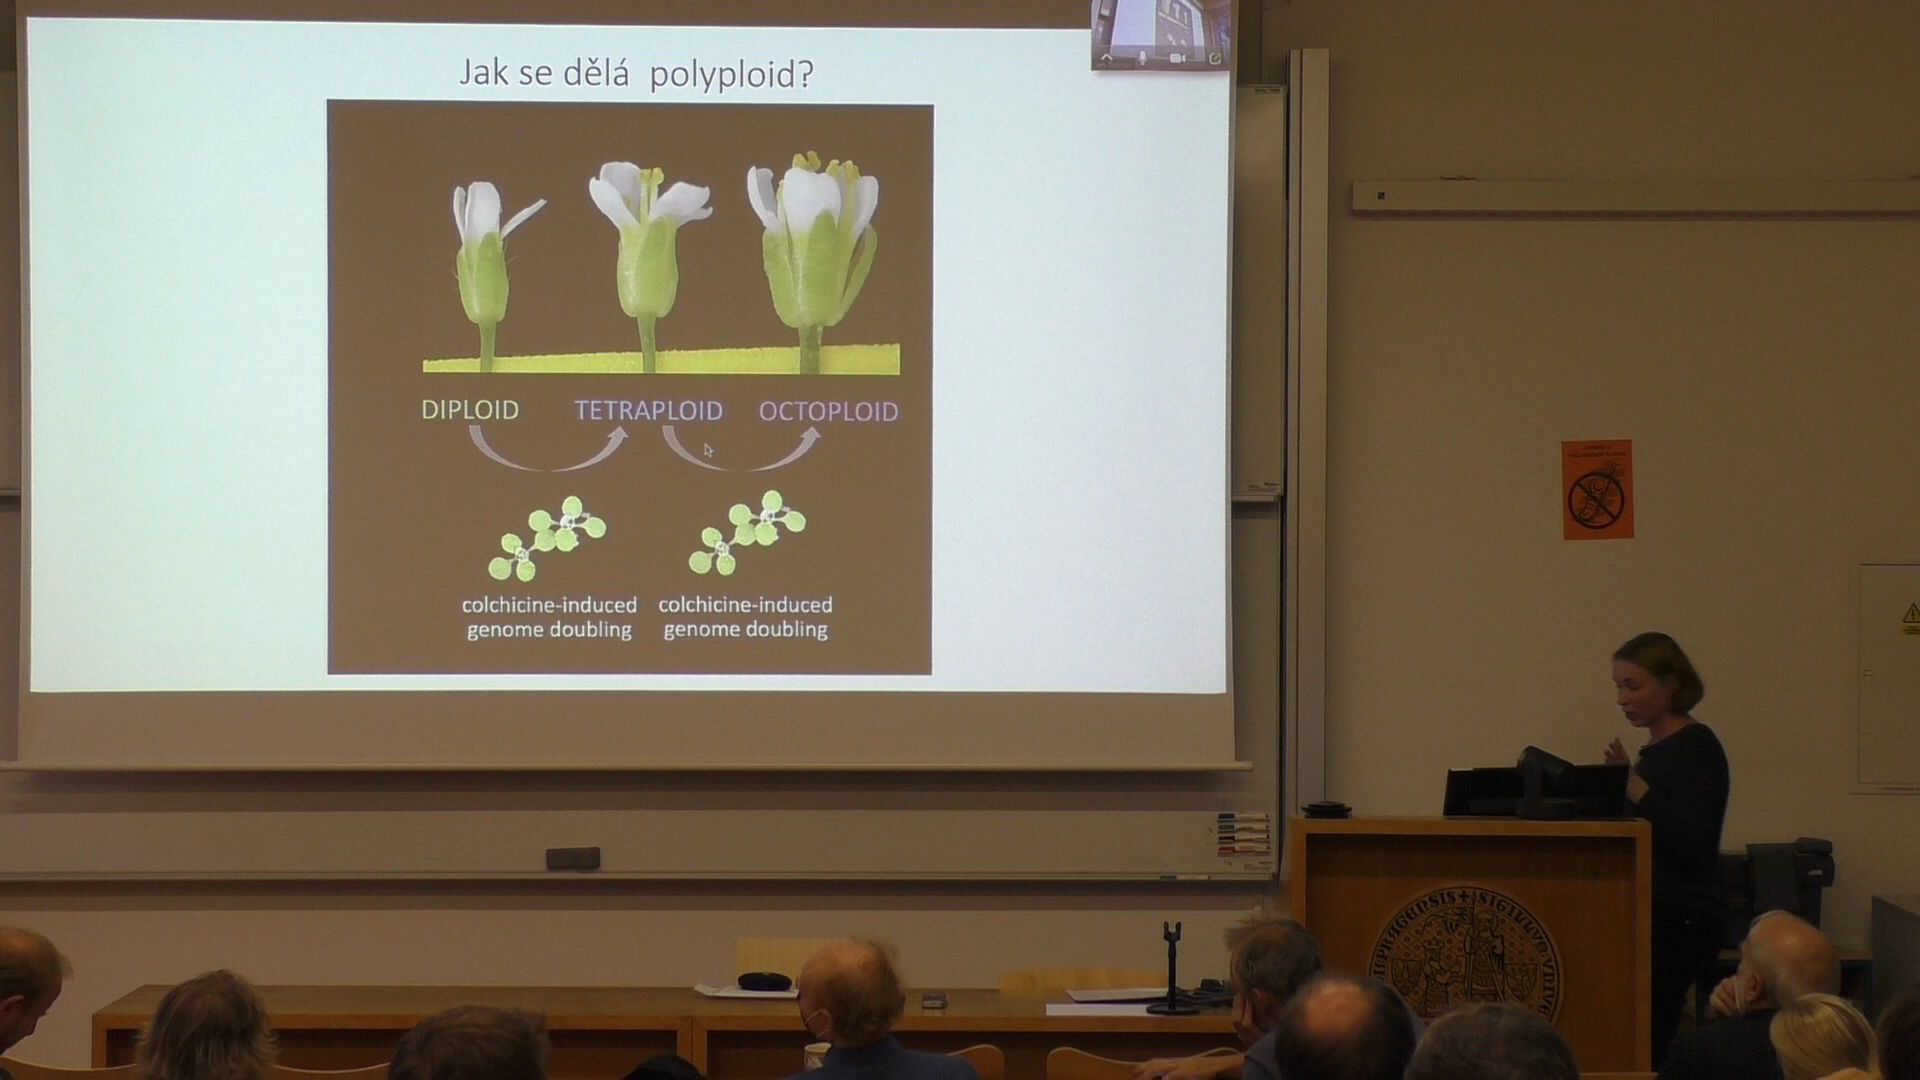 Jak se dělá polyploid?
DIPLOID TETRAPLOID OCTOPLOID
colchicine-induced colchicine-induced
genome doubling genome doubling